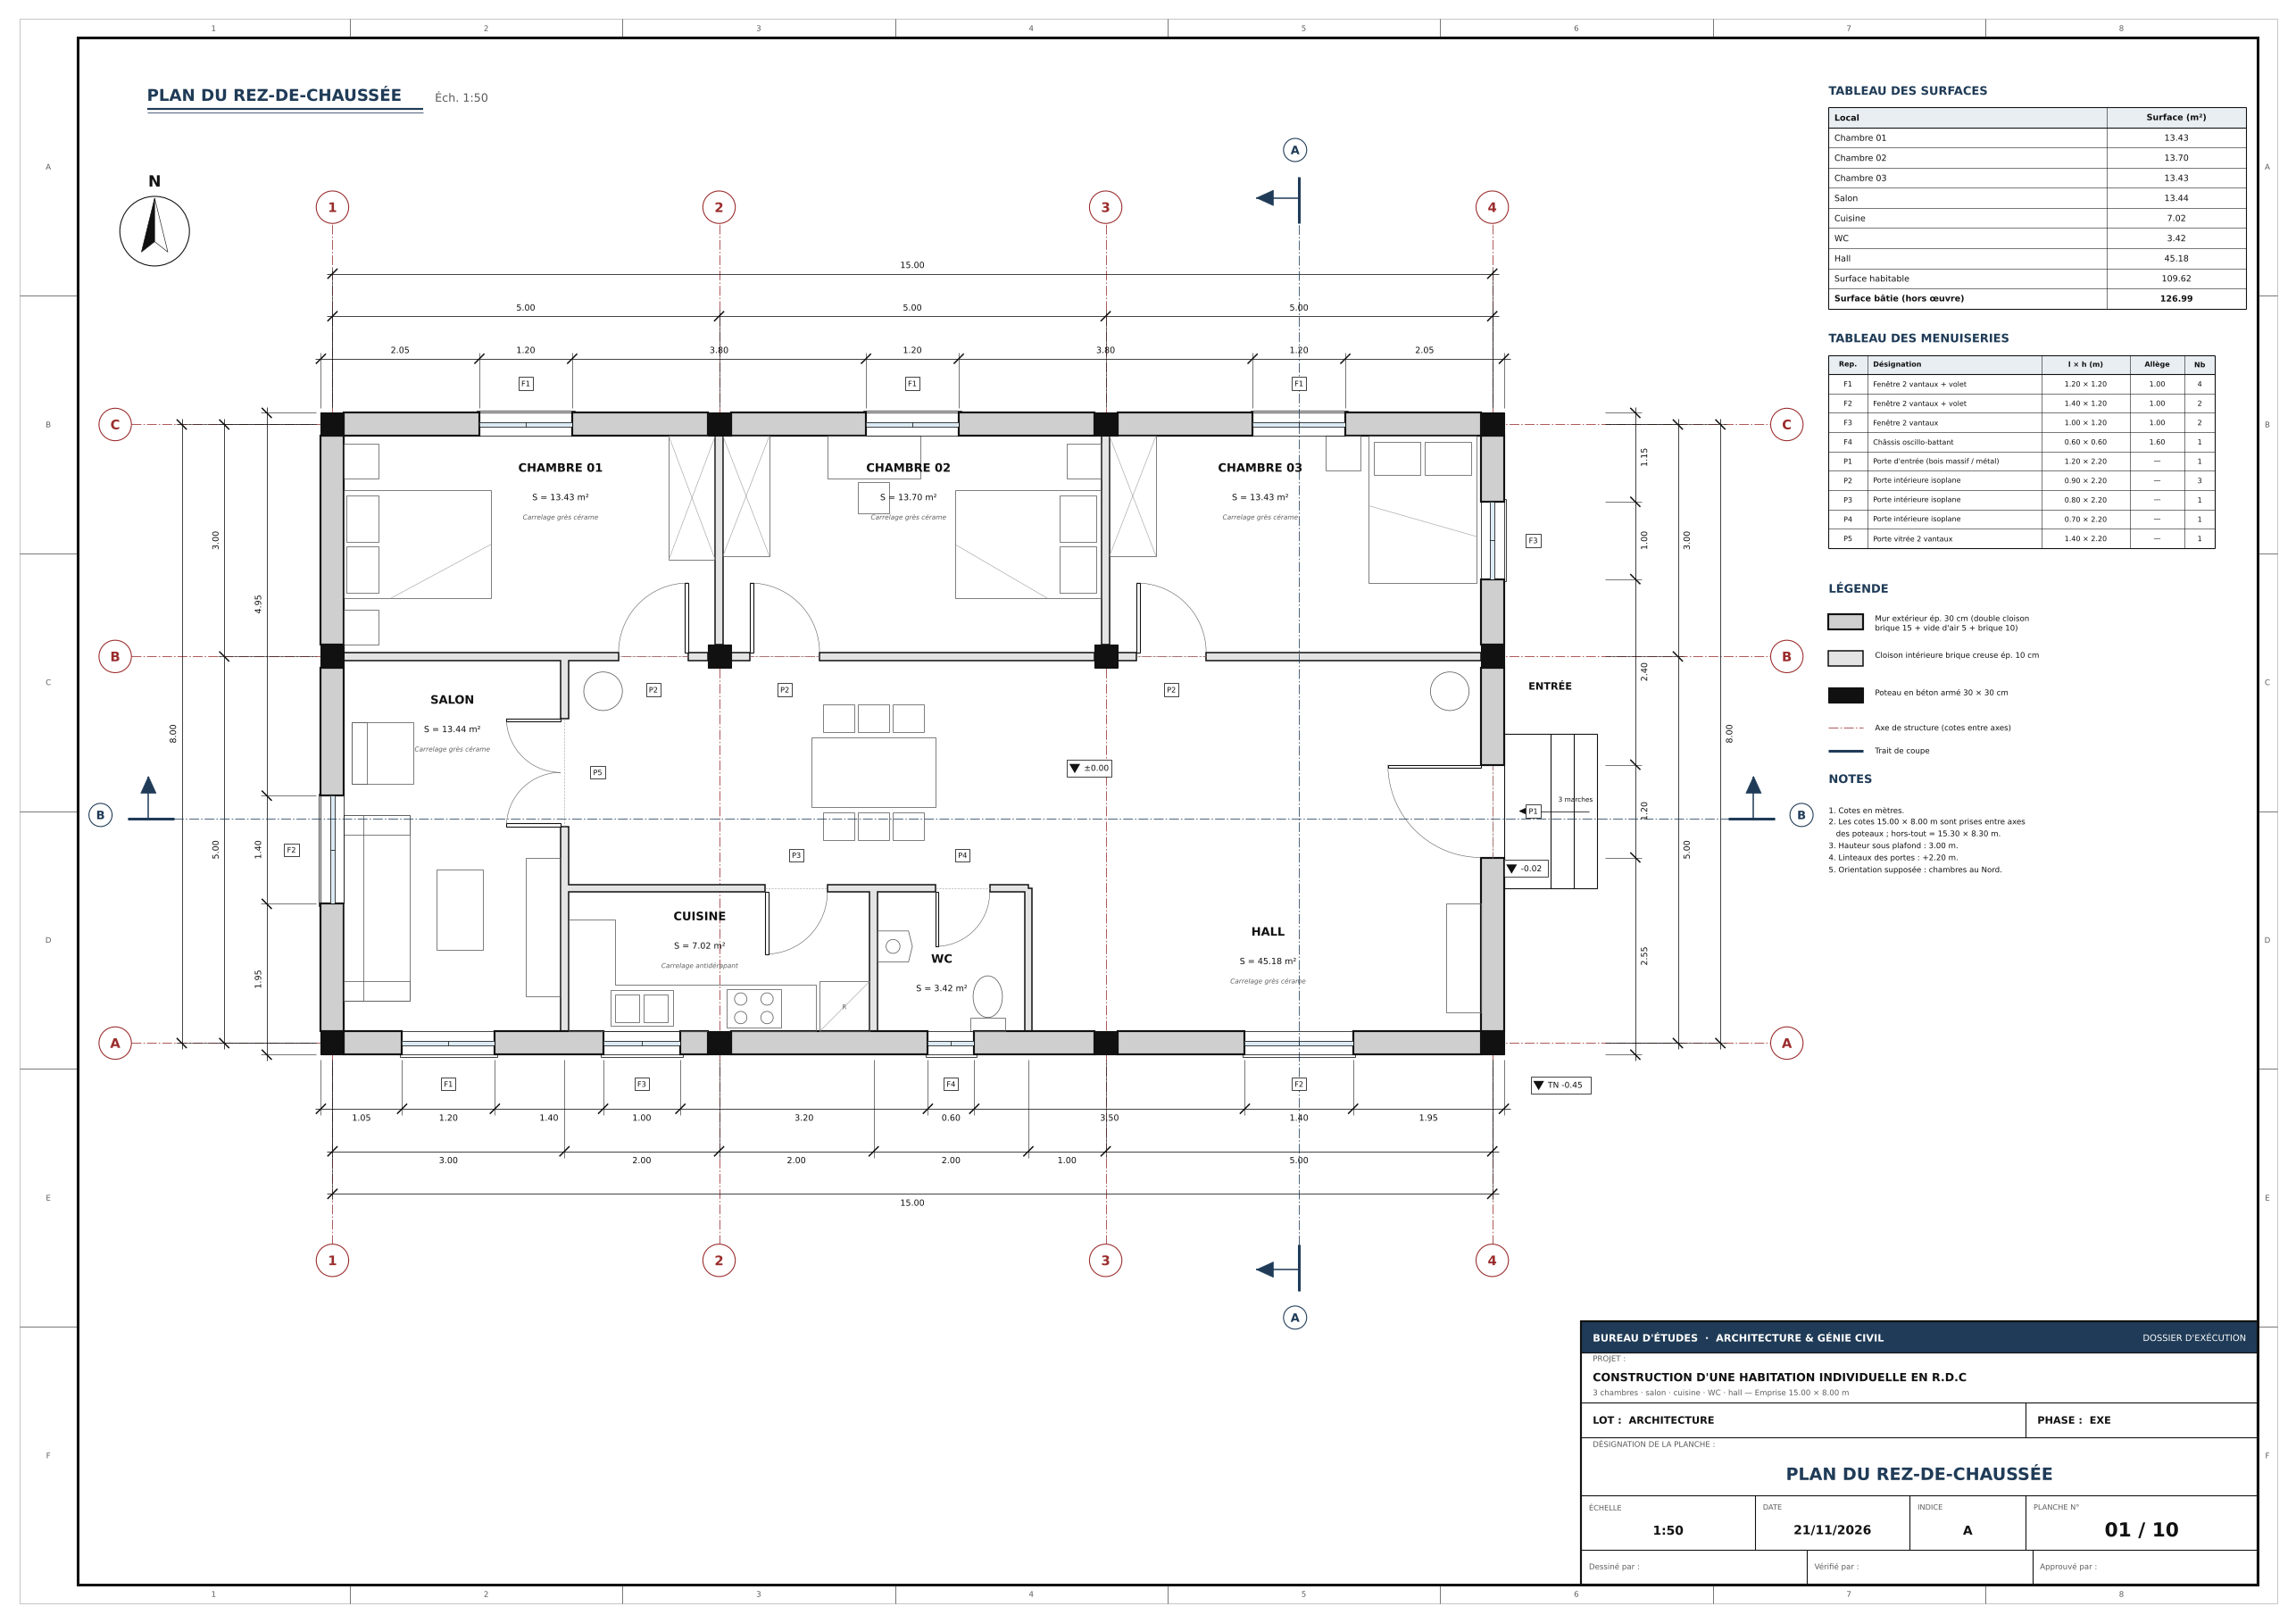 1 2 3 4 5 6 7 8
A
B
C
D
E
F
PLAN DU REZ-DE-CHAUSSÉE Éch. 1:50
N
A
1 2 3 4
15.00
5.00 5.00 5.00
2.05 1.20 3.80 1.20 3.80 1.20 2.05
F1 F1 F1
C C
CHAMBRE 01
S = 13.43 m²
Carrelage grès cérame
CHAMBRE 02
S = 13.70 m²
Carrelage grès cérame
CHAMBRE 03
S = 13.43 m²
Carrelage grès cérame
8.00
3.00
5.00
4.95
1.40
1.95
F2
F3
1.15
1.00
2.40
1.20
2.55
3.00
5.00
8.00
B B
SALON
S = 13.44 m²
Carrelage grès cérame
P2 P2 P2
ENTRÉE
P5
±0.00
B B
P1
3 marches
-0.02
P3 P4
CUISINE
S = 7.02 m²
Carrelage antidérapant
R
WC
S = 3.42 m²
HALL
S = 45.18 m²
Carrelage grès cérame
A A
F1 F3 F4 F2
TN -0.45
1.05 1.20 1.40 1.00 3.20 0.60 3.50 1.40 1.95
3.00 2.00 2.00 2.00 1.00 5.00
15.00
1 2 3 4
A
TABLEAU DES SURFACES
Local Surface (m²)
Chambre 01 13.43
Chambre 02 13.70
Chambre 03 13.43
Salon 13.44
Cuisine 7.02
WC 3.42
Hall 45.18
Surface habitable 109.62
Surface bâtie (hors œuvre) 126.99
TABLEAU DES MENUISERIES
Rep. Désignation l × h (m) Allège Nb
F1 Fenêtre 2 vantaux + volet 1.20 × 1.20 1.00 4
F2 Fenêtre 2 vantaux + volet 1.40 × 1.20 1.00 2
F3 Fenêtre 2 vantaux 1.00 × 1.20 1.00 2
F4 Châssis oscillo-battant 0.60 × 0.60 1.60 1
P1 Porte d'entrée (bois massif / métal) 1.20 × 2.20 — 1
P2 Porte intérieure isoplane 0.90 × 2.20 — 3
P3 Porte intérieure isoplane 0.80 × 2.20 — 1
P4 Porte intérieure isoplane 0.70 × 2.20 — 1
P5 Porte vitrée 2 vantaux 1.40 × 2.20 — 1
LÉGENDE
Mur extérieur ép. 30 cm (double cloison
brique 15 + vide d'air 5 + brique 10)
Cloison intérieure brique creuse ép. 10 cm
Poteau en béton armé 30 × 30 cm
Axe de structure (cotes entre axes)
Trait de coupe
NOTES
1. Cotes en mètres.
2. Les cotes 15.00 × 8.00 m sont prises entre axes
des poteaux ; hors-tout = 15.30 × 8.30 m.
3. Hauteur sous plafond : 3.00 m.
4. Linteaux des portes : +2.20 m.
5. Orientation supposée : chambres au Nord.
BUREAU D'ÉTUDES · ARCHITECTURE & GÉNIE CIVIL DOSSIER D'EXÉCUTION
PROJET :
CONSTRUCTION D'UNE HABITATION INDIVIDUELLE EN R.D.C
3 chambres · salon · cuisine · WC · hall — Emprise 15.00 × 8.00 m
LOT : ARCHITECTURE PHASE : EXE
DÉSIGNATION DE LA PLANCHE :
PLAN DU REZ-DE-CHAUSSÉE
ÉCHELLE DATE INDICE PLANCHE N°
1:50 21/11/2026 A 01 / 10
Dessiné par : Vérifié par : Approuvé par :
A
B
C
D
E
F
1 2 3 4 5 6 7 8